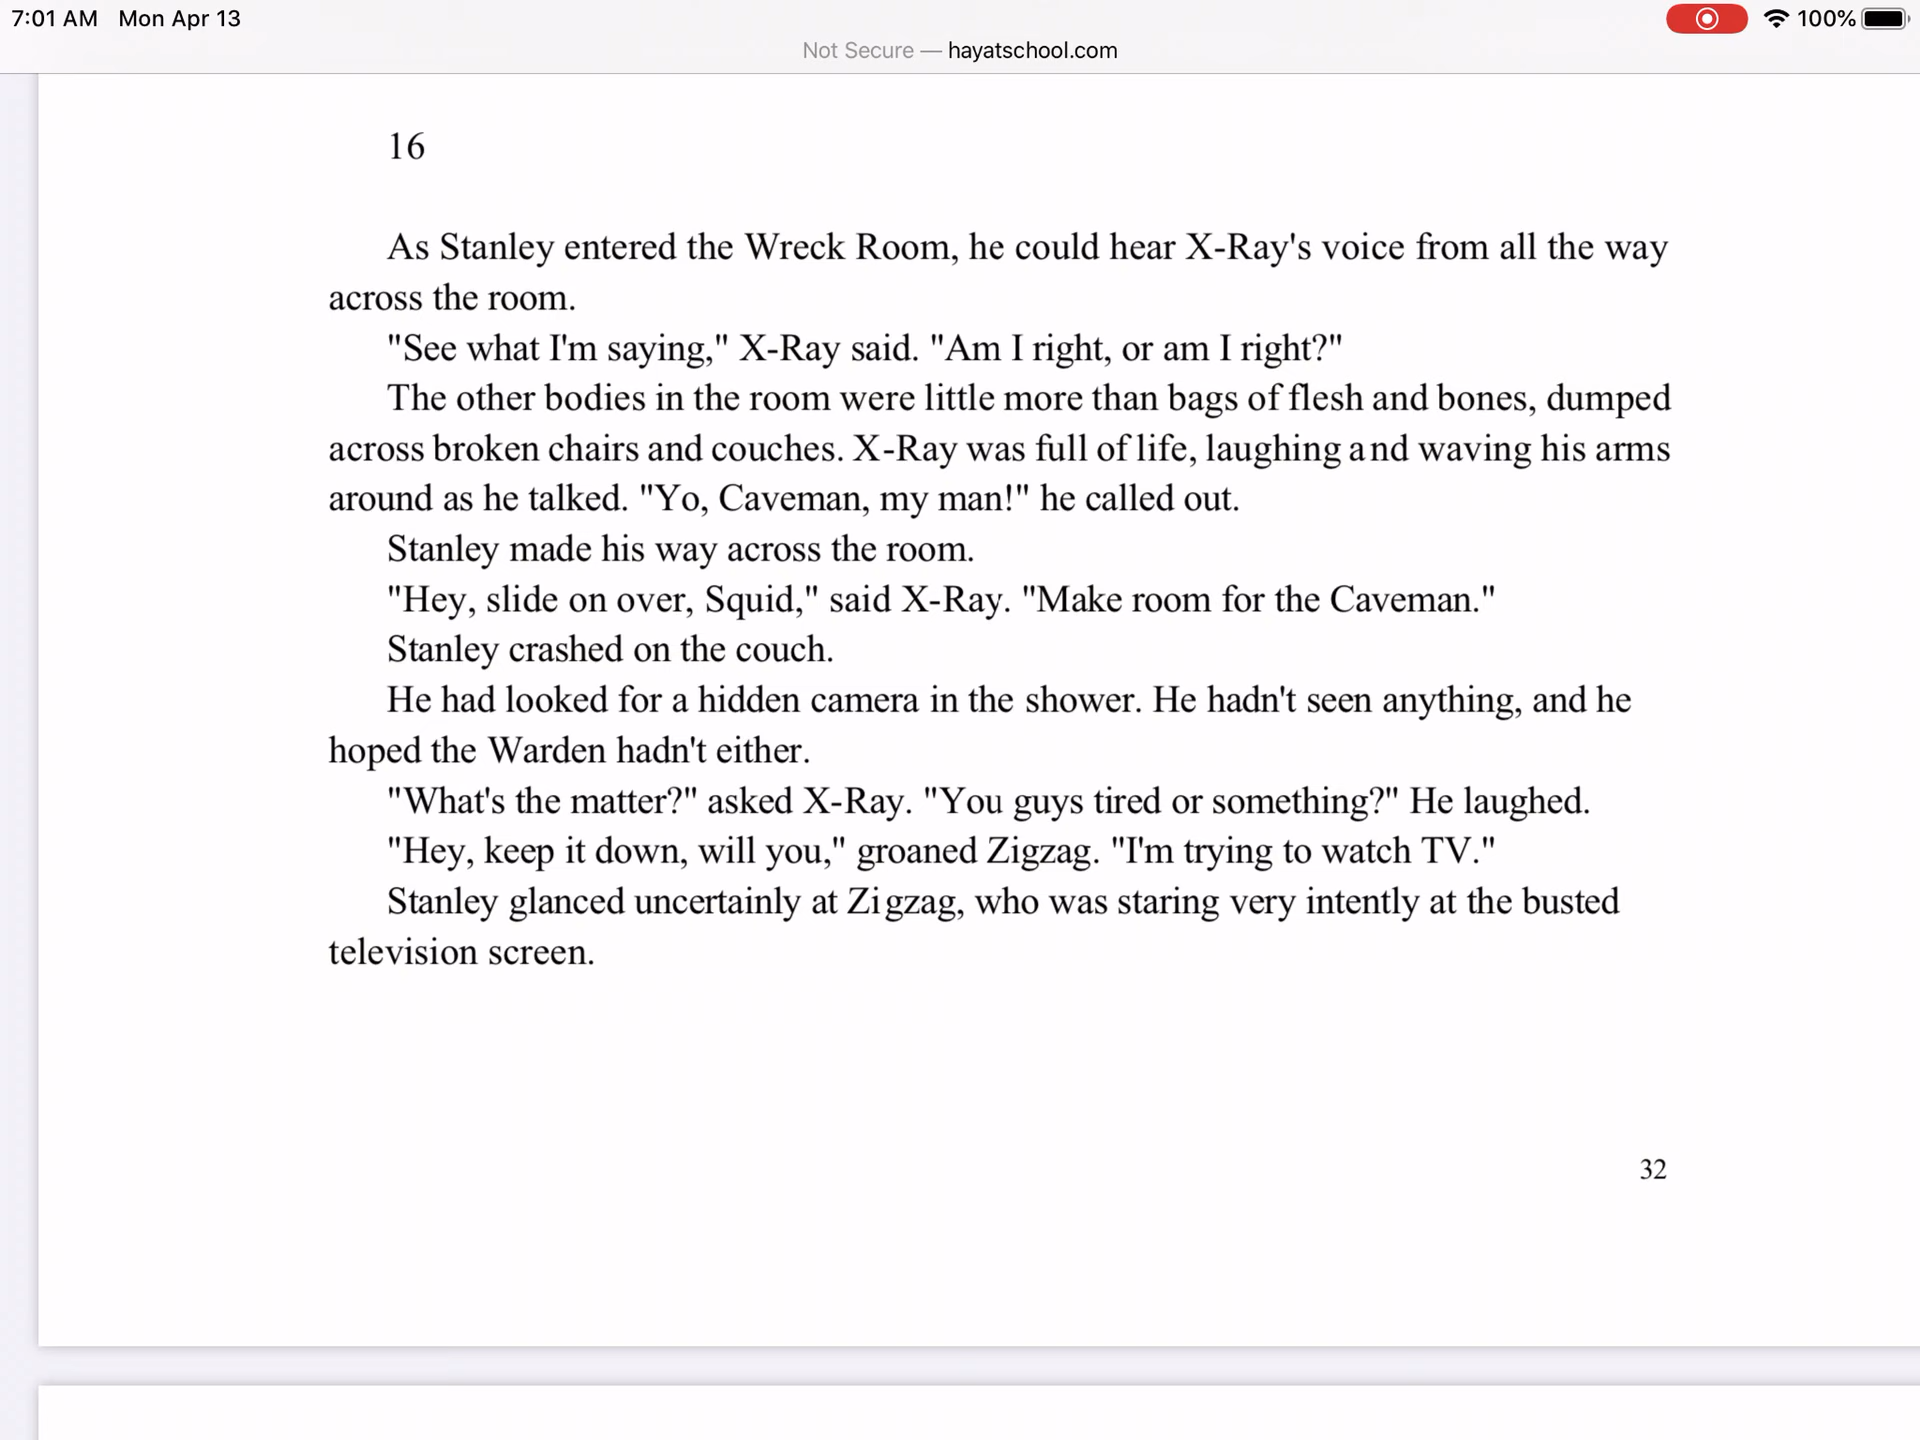 7:01 AM Mon Apr 13
100%
Not Secure — hayatschool.com
16
As Stanley entered the Wreck Room, he could hear X-Ray's voice from all the way
across the room.
"See what I'm saying," X-Ray said. "Am I right, or am I right?"
The other bodies in the room were little more than bags of flesh and bones, dumped
across broken chairs and couches. X-Ray was full of life, laughing and waving his arms
around as he talked. "Yo, Caveman, my man!" he called out.
Stanley made his way across the room.
"Hey, slide on over, Squid," said X-Ray. "Make room for the Caveman."
Stanley crashed on the couch.
He had looked for a hidden camera in the shower. He hadn't seen anything, and he
hoped the Warden hadn't either.
"What's the matter?" asked X-Ray. "You guys tired or something?" He laughed.
"Hey, keep it down, will you," groaned Zigzag. "I'm trying to watch TV."
Stanley glanced uncertainly at Zigzag, who was staring very intently at the busted
television screen.
32